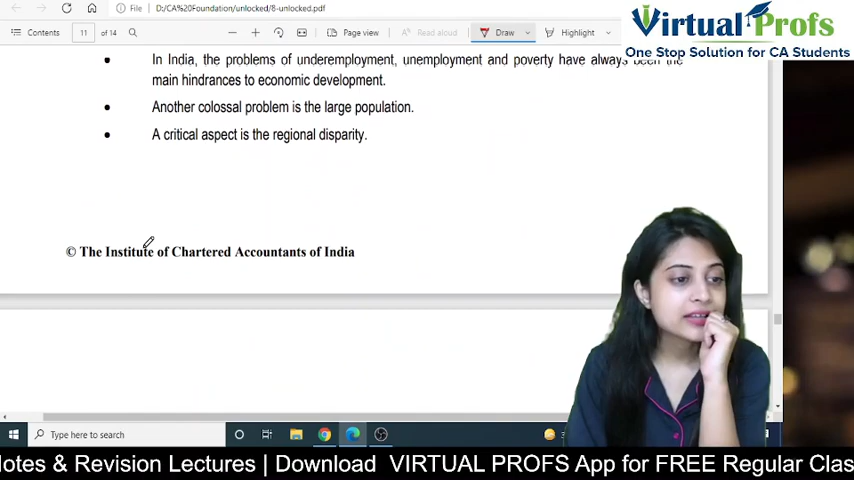 File
D:/CA%20Foundation/unlocked/8-unlocked.pdf
Contents
11
of 14
Page view
Read aloud
Draw
Highlight
Virtual Profs
One Stop Solution for CA Students
In India, the problems of underemployment, unemployment and poverty have always been the
main hindrances to economic development.
Another colossal problem is the large population.
A critical aspect is the regional disparity.
© The Institute of Chartered Accountants of India
Type here to search
Notes & Revision Lectures | Download VIRTUAL PROFS App for FREE Regular Clas